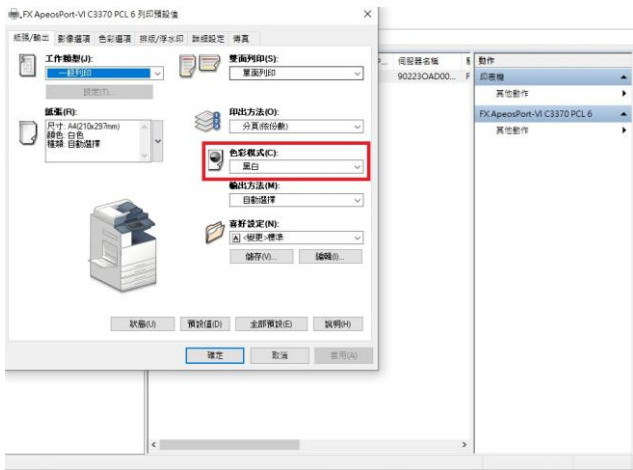 FX ApeosPort-VI C3370 PCL 6 列印預設值
紙張/輸出 影像選項 色彩選項 排版/浮水印 詳細設定 傳真
工作類型(J):
一般列印
設定(T)...
紙張(R):
尺寸: A4(210x297mm)
顏色: 白色
種類: 自動選擇
雙面列印(S):
單面列印
印出方法(O):
分頁(依份數)
色彩模式(C):
黑白
輸出方法(M):
自動選擇
喜好設定(N):
<變更>標準
儲存(V)...
編輯(I)...
狀態(U)
預設值(D)
全部預設(E)
說明(H)
確定
取消
套用(A)
伺服器名稱
90223OAD00...
F
動作
印表機
其他動作
FX ApeosPort-VI C3370 PCL 6
其他動作